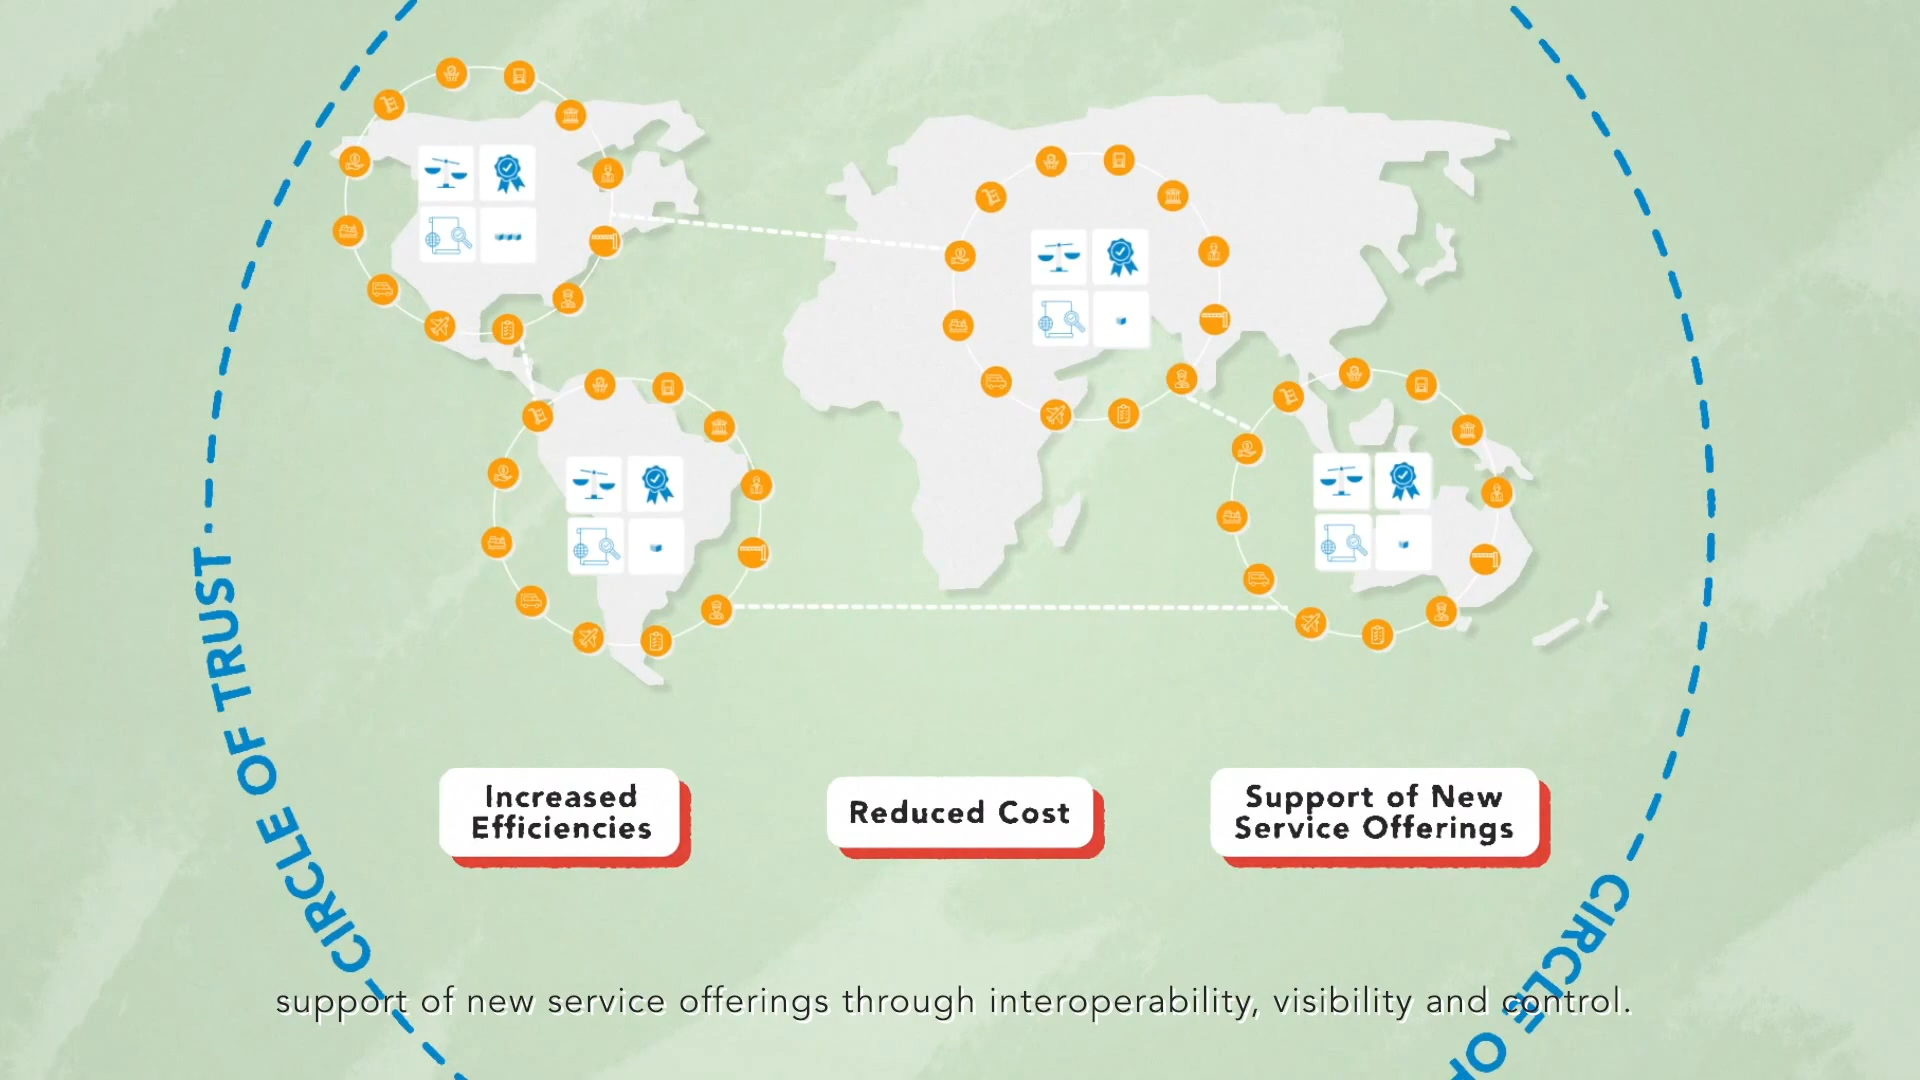 CIRCLE OF TRUST
Increased
Efficiencies
Reduced Cost
Support of New
Service Offerings
CIRCLE OF
support of new service offerings through interoperability, visibility and control.